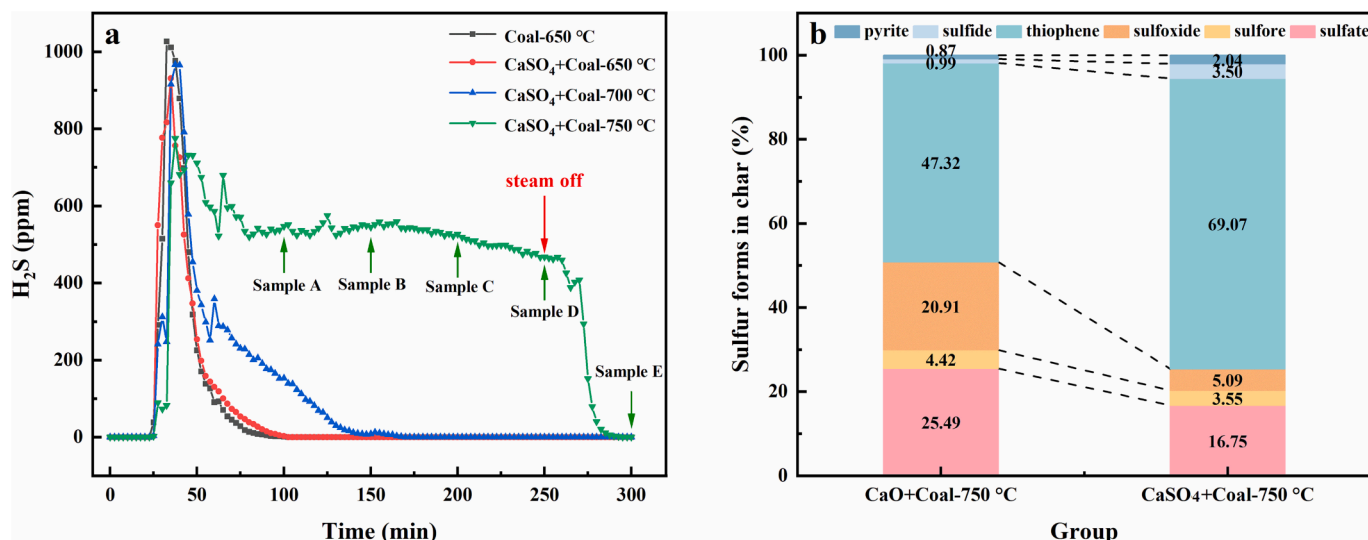 a
Coal-650 °C
CaSO₄+Coal-650 °C
CaSO₄+Coal-700 °C
CaSO₄+Coal-750 °C
steam off
Sample A
Sample B
Sample C
Sample D
Sample E
H₂S (ppm)
1000
800
600
400
200
0
0 50 100 150 200 250 300
Time (min)
b
pyrite sulfide thiophene sulfoxide sulfore sulfate
Sulfur forms in char (%)
100
80
60
40
20
0
0.87
0.99
47.32
20.91
4.42
25.49
2.04
3.50
69.07
5.09
3.55
16.75
CaO+Coal-750 °C CaSO₄+Coal-750 °C
Group